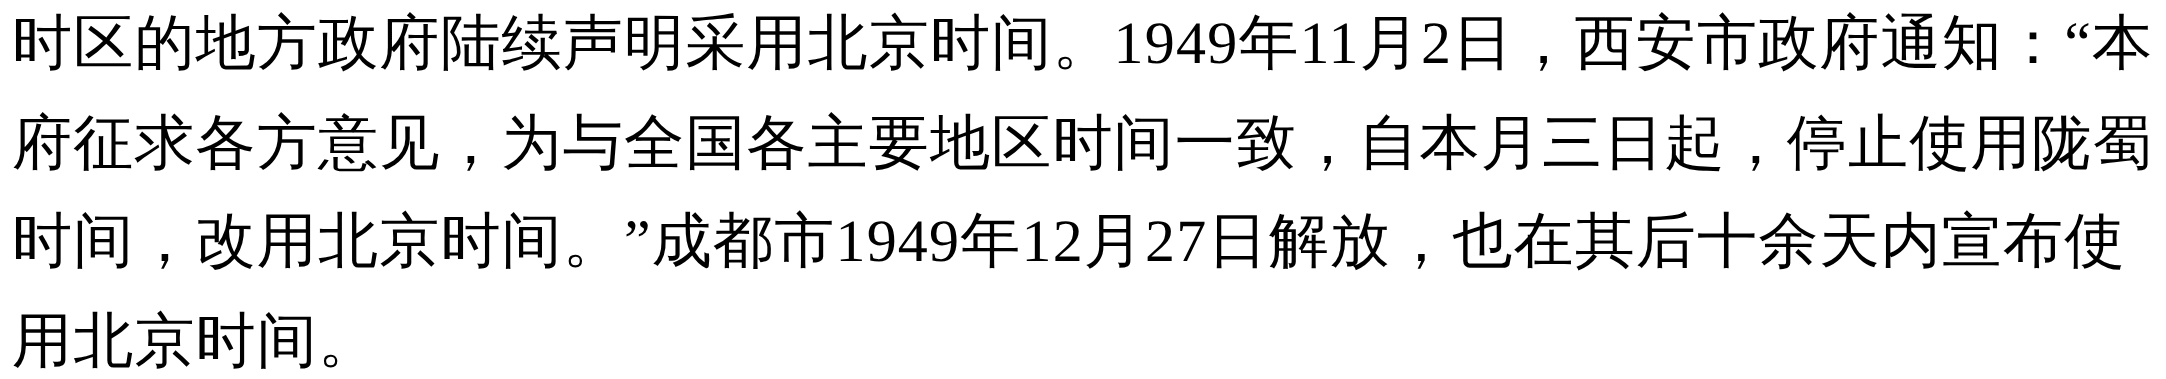 时区的地方政府陆续声明采用北京时间。1949年11月2日，西安市政府通知：“本
府征求各方意见，为与全国各主要地区时间一致，自本月三日起，停止使用陇蜀
时间，改用北京时间。”成都市1949年12月27日解放，也在其后十余天内宣布使
用北京时间。